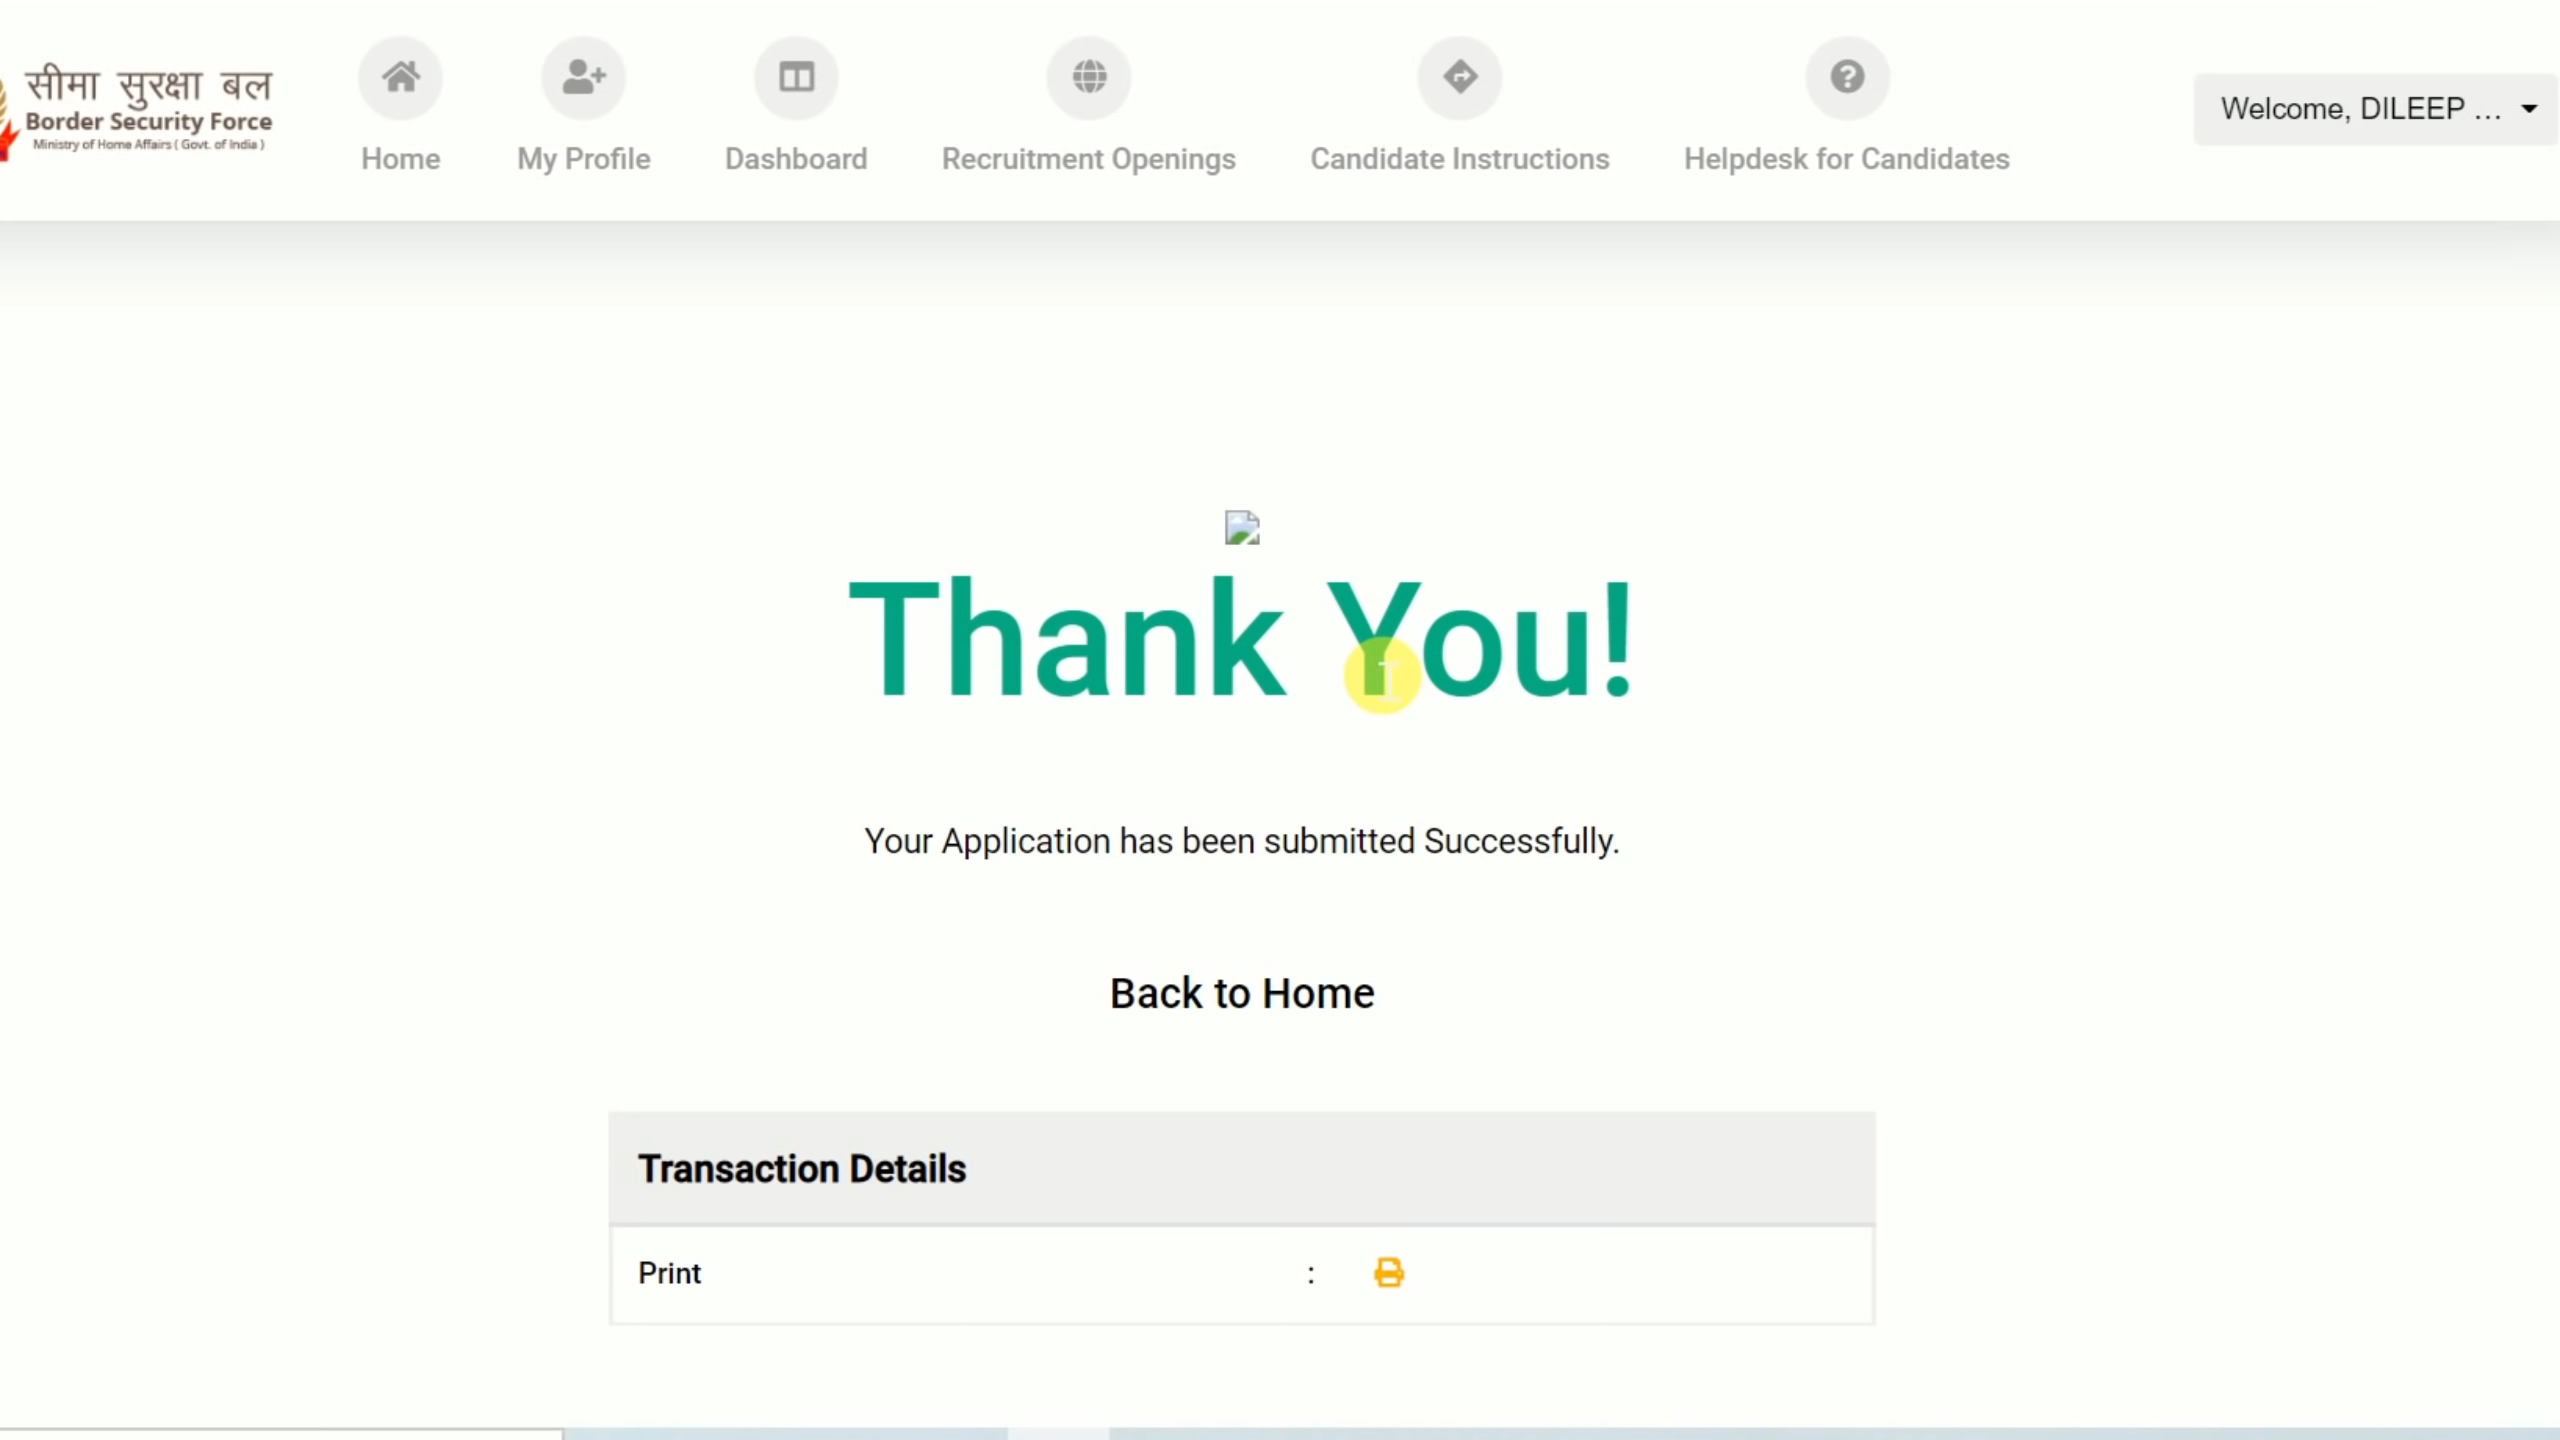 सीमा सुरक्षा बल
Border Security Force
Ministry of Home Affairs ( Govt. of India )
Home
My Profile
Dashboard
Recruitment Openings
Candidate Instructions
Helpdesk for Candidates
Welcome, DILEEP ...
Thank You!
Your Application has been submitted Successfully.
Back to Home
Transaction Details
Print :